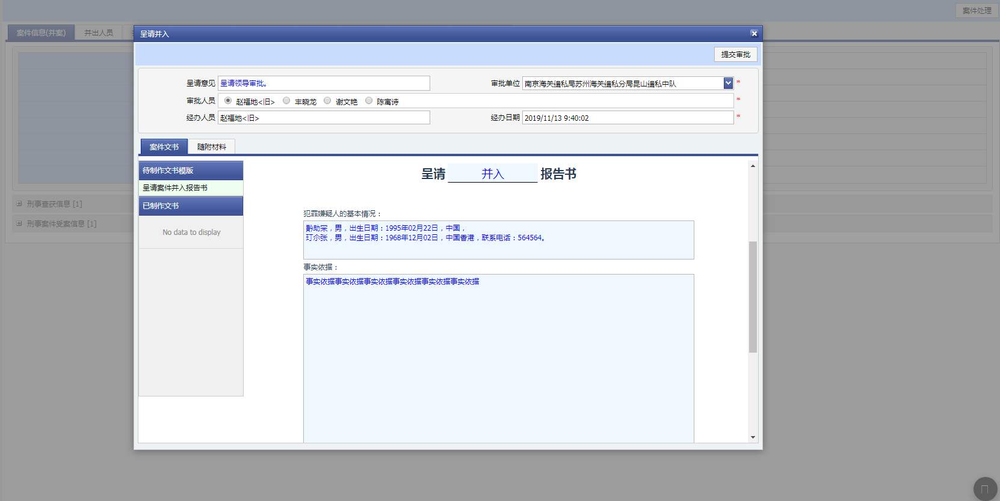 案件处理
案件信息(并案)
并出人员
呈请并入
提交审批
呈请意见 呈请领导审批。 审批单位 南京海关缉私局苏州海关缉私分局昆山缉私中队 *
审批人员 赵福地<旧> 丰晓龙 谢文艳 陈寓诗 *
经办人员 赵福地<旧> 经办日期 2019/11/13 9:40:02 *
案件文书 随附材料
待制作文书模版
呈请案件并入报告书
已制作文书
No data to display
呈请 并入 报告书
犯罪嫌疑人的基本情况：
男，出生日期：1995年02月22日，中国，
男，出生日期：1968年12月02日，中国香港，联系电话：564564。
事实依据：
事实依据事实依据事实依据事实依据事实依据事实依据
刑事查获信息 [1]
刑事案件受案信息 [1]